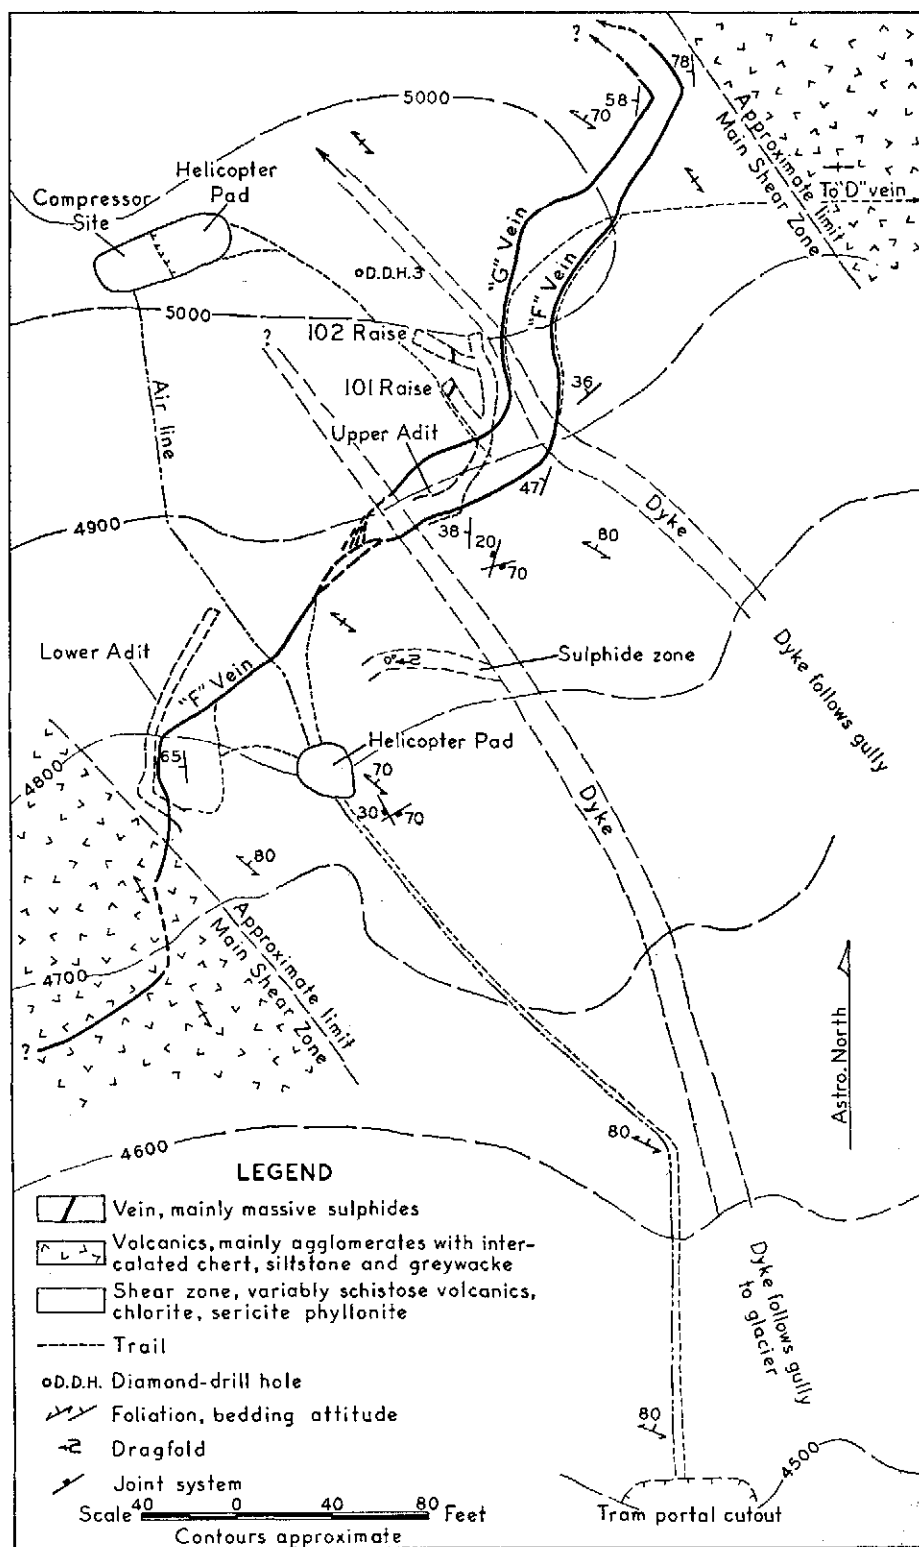 ?
78
5000
58
70
Approximate limit
Main Shear Zone
Helicopter
Pad
Compressor
Site
To "D" vein
"G" Vein
"F" Vein
D.D.H.3
5000
102 Raise
?
101 Raise
36
Air line
Upper Adit
47
Dyke
4900
38
20
80
70
Lower Adit
Sulphide zone
"F" Vein
Dyke follows gully
Helicopter Pad
65
70
4800
30
70
Dyke
80
Approximate limit
Main Shear Zone
4700
?
Astro. North
80
4600
LEGEND
Vein, mainly massive sulphides
Volcanics, mainly agglomerates with inter-
calated chert, siltstone and greywacke
Shear zone, variably schistose volcanics,
chlorite, sericite phyllonite
Trail
D.D.H. Diamond-drill hole
Foliation, bedding attitude
Dragfold
Joint system
Dyke follows gully
to glacier
80
4500
Scale 40 0 40 80 Feet
Contours approximate
Tram portal cutout